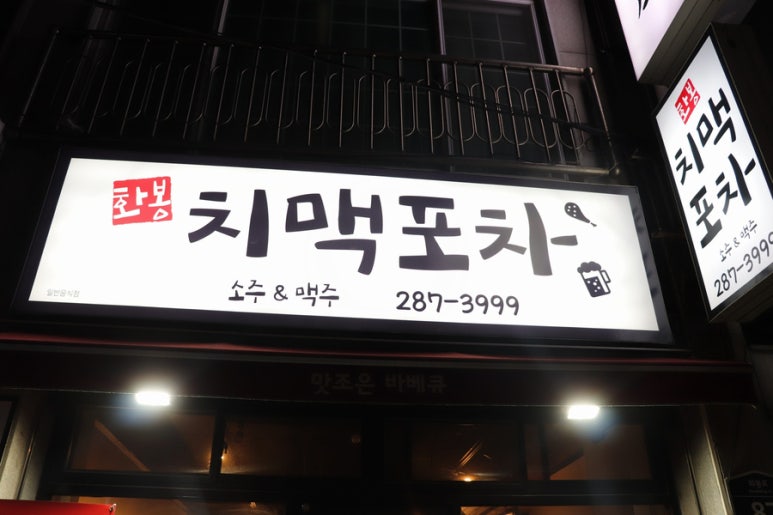 화봉 치맥포차
소주 & 맥주 287-3999
일반음식점
맛조은 바베큐
화봉
치맥
포차
소주 & 맥주
287-3999